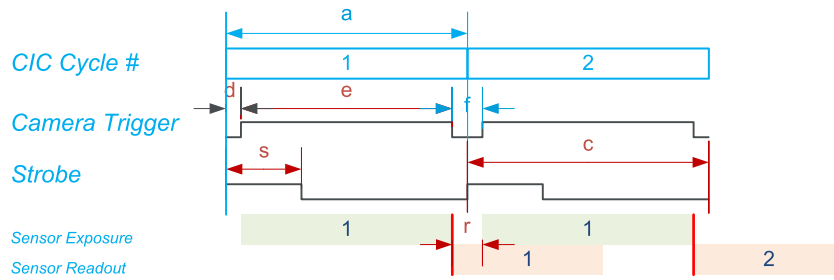 a
CIC Cycle # 1 2
d e f
Camera Trigger
s c
Strobe
Sensor Exposure 1 r 1
Sensor Readout 1 2